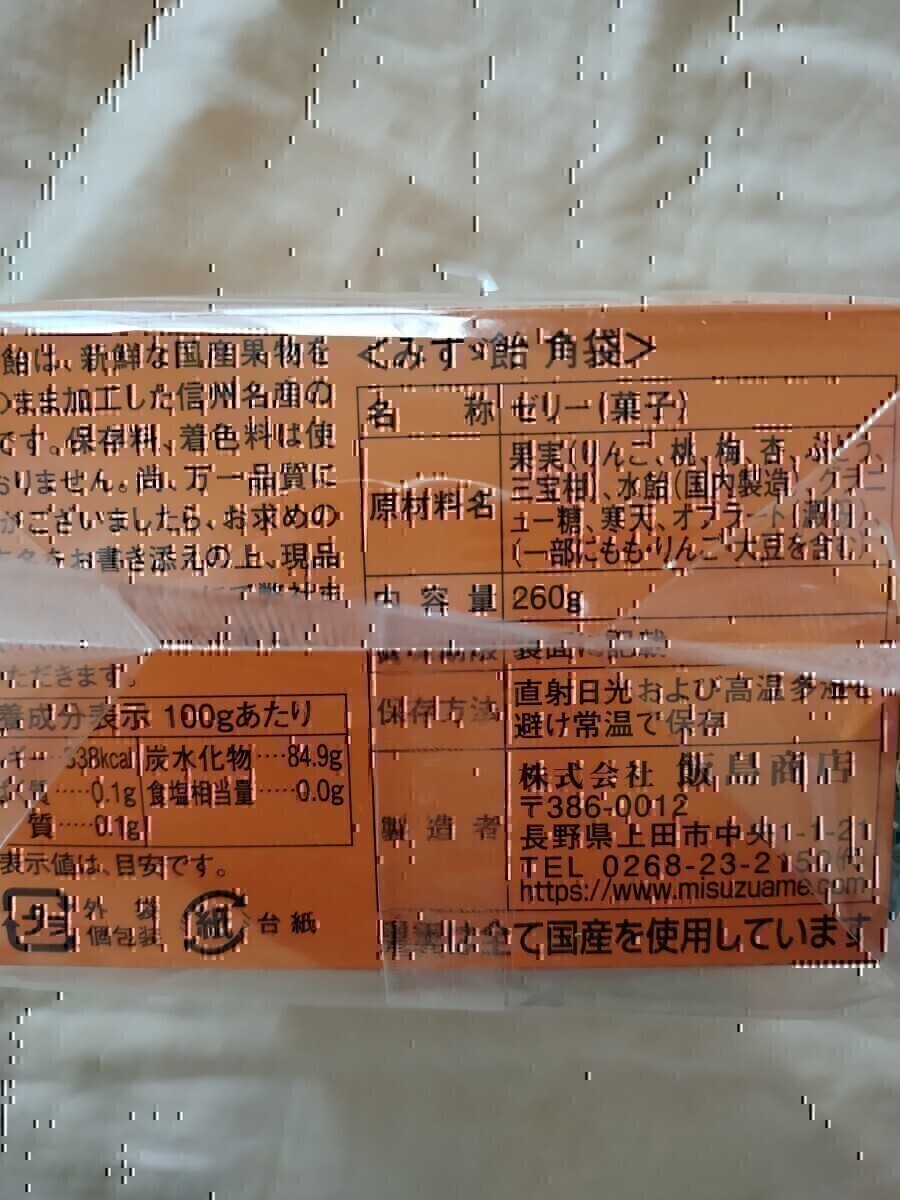 飴は、新鮮な国産果物を
のまま加工した信州名産の
です。保存料、着色料は使
おりません。尚、万一品質に
がございましたら、お求めの
をお書き添えの上、現品
ただきます。
養成分表示 100gあたり
ギー…338kcal 炭水化物…84.9g
質……0.1g 食塩相当量……0.0g
質……0.1g
表示値は、目安です。
プラ 外 袋
個包装
紙 台紙
<みすゞ飴 角袋>
名 称 ゼリー(菓子)
原材料名 果実(りんご、桃、梅、杏、ぶどう、
三宝柑)、水飴(国内製造)、グラニ
ュー糖、寒天、オブラート(澱粉)、
(一部にもも・りんご・大豆を含む)
内容量 260g
裏面に記載
保存方法 直射日光および高温多湿を
避け常温で保存
製造者 株式会社 飯島商店
〒386-0012
長野県上田市中央1-1-21
TEL 0268-23-2150㈹
https://www.misuzuame.com
果実は全て国産を使用しています